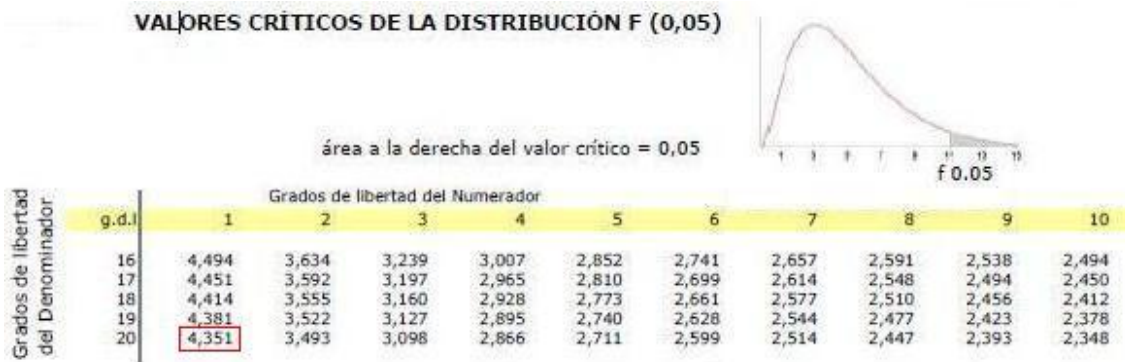 VALORES CRÍTICOS DE LA DISTRIBUCIÓN F (0,05)
área a la derecha del valor crítico = 0,05
1 3 11 13 15
f 0.05
Grados de libertad del Numerador
Grados de libertad
del Denominador
g.d.l 1 2 3 4 5 6 7 8 9 10
16 4,494 3,634 3,239 3,007 2,852 2,741 2,657 2,591 2,538 2,494
17 4,451 3,592 3,197 2,965 2,810 2,699 2,614 2,548 2,494 2,450
18 4,414 3,555 3,160 2,928 2,773 2,661 2,577 2,510 2,456 2,412
19 4,381 3,522 3,127 2,895 2,740 2,628 2,544 2,477 2,423 2,378
20 4,351 3,493 3,098 2,866 2,711 2,599 2,514 2,447 2,393 2,348